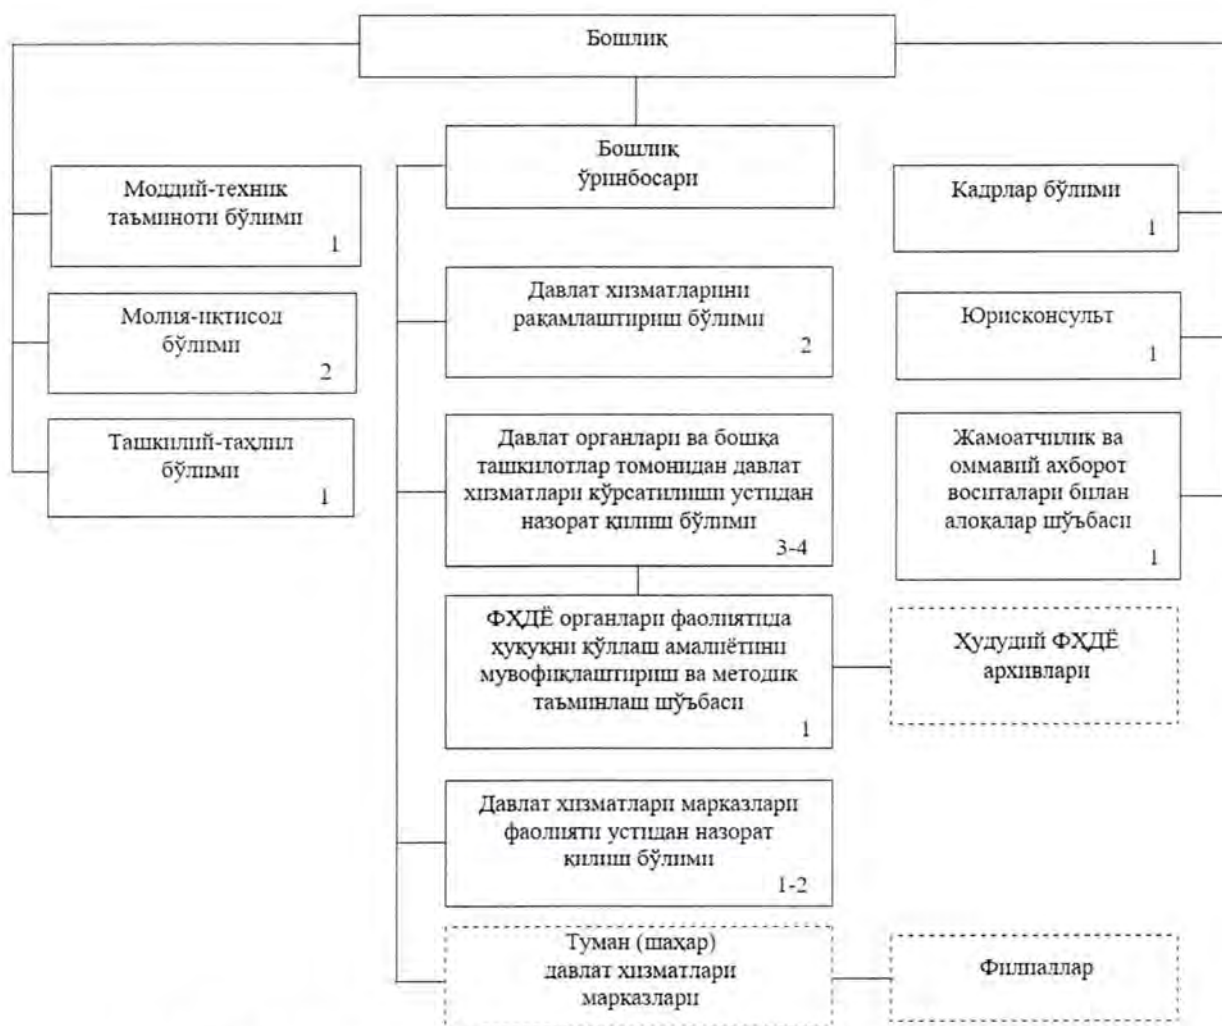 Бошлиқ
Бошлиқ
ўринбосари
Моддий-техник
таъминоти бўлими
1
Молия-иқтисод
бўлими
2
Ташкилий-таҳлил
бўлими
1
Давлат хизматларини
рақамлаштириш бўлими
2
Давлат органлари ва бошқа
ташкилотлар томонидан давлат
хизматлари кўрсатилиши устидан
назорат қилиш бўлими
3-4
ФҲДЁ органлари фаолиятида
ҳуқуқни қўллаш амалиётини
мувофиқлаштириш ва методик
таъминлаш шўъбаси
1
Давлат хизматлари марказлари
фаолияти устидан назорат
қилиш бўлими
1-2
Туман (шаҳар)
давлат хизматлари
марказлари
Кадрлар бўлими
1
Юрисконсульт
1
Жамоатчилик ва
оммавий ахборот
воситалари билан
алоқалар шўъбаси
1
Ҳудудий ФҲДЁ
архивлари
Филиаллар